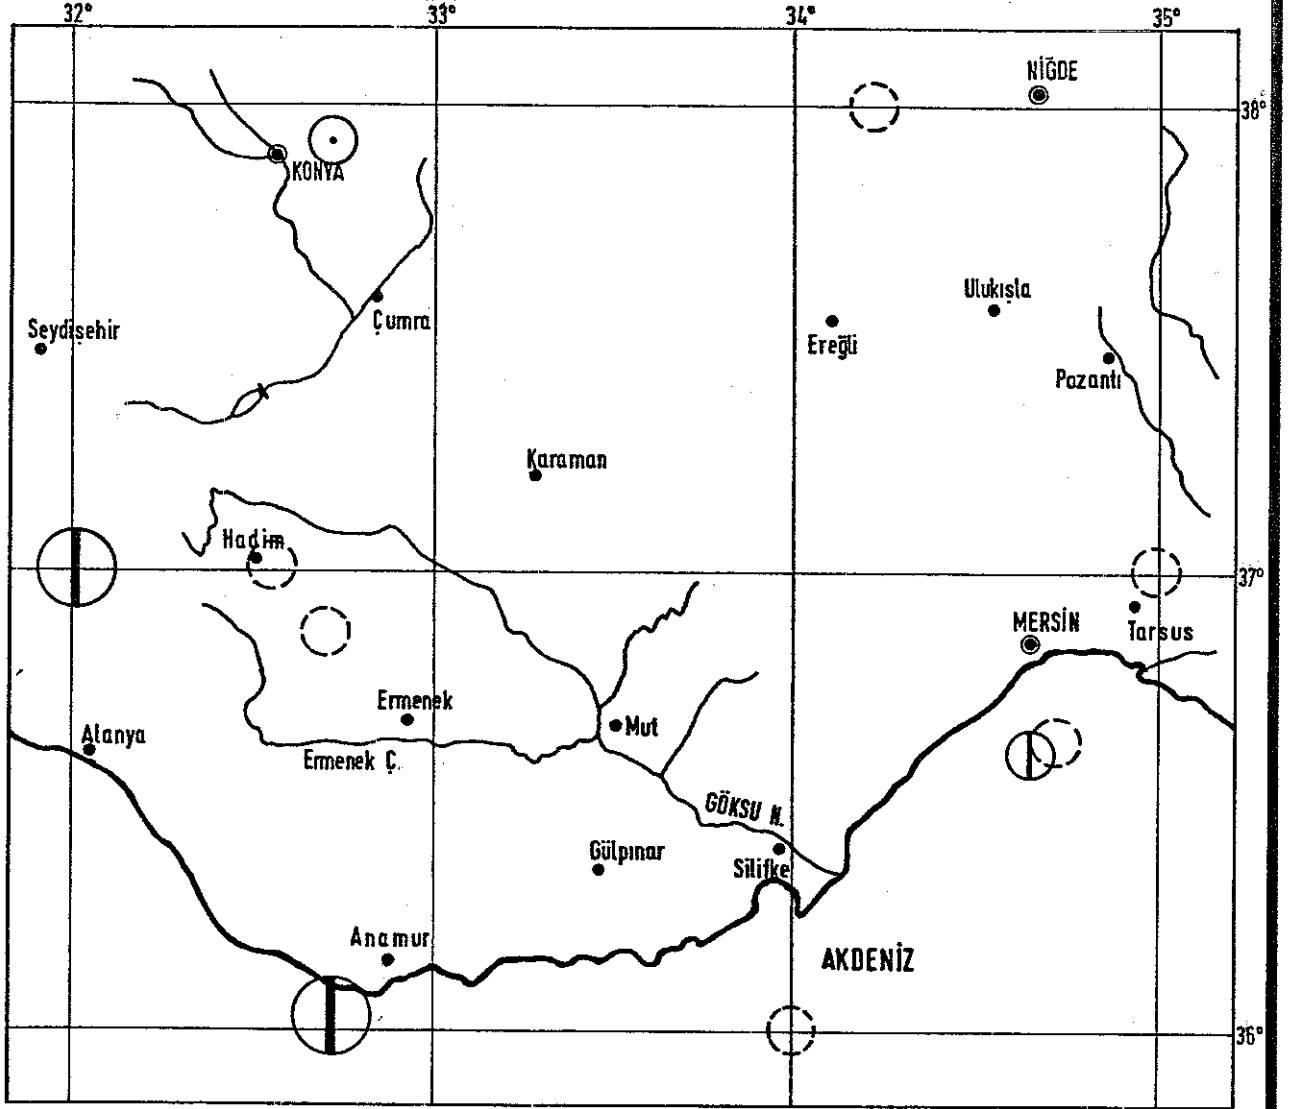 32° 33° 34° 35°
NİĞDE
38°
KONYA
Ulukışla
Çumra
Seydişehir
Ereğli
Pozantı
Karaman
Hadim
37°
MERSİN
Tarsus
Ermenek
Mut
Alanya
Ermenek Ç.
GÖKSU N.
Gülpınar
Silifke
Anamur
AKDENİZ
36°